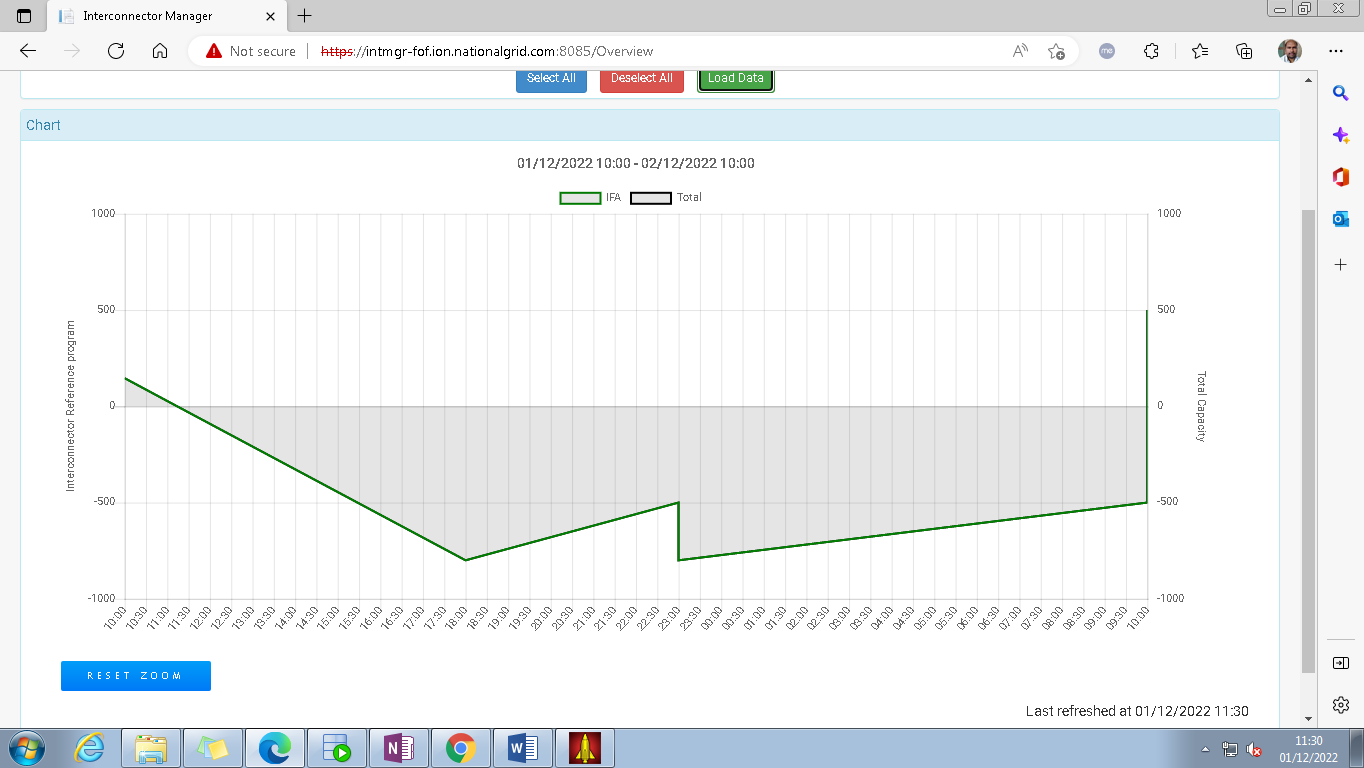 Interconnector Manager
Not secure
https://intmgr-fof.ion.nationalgrid.com:8085/Overview
me
Select All
Deselect All
Load Data
Chart
01/12/2022 10:00 - 02/12/2022 10:00
IFA
Total
Interconnector Reference program
1000
500
0
-500
-1000
1000
500
0
-500
-1000
Total Capacity
10:00 10:30 11:00 11:30 12:00 12:30 13:00 13:30 14:00 14:30 15:00 15:30 16:00 16:30 17:00 17:30 18:00 18:30 19:00 19:30 20:00 20:30 21:00 21:30 22:00 22:30 23:00 23:30 00:00 00:30 01:00 01:30 02:00 02:30 03:00 03:30 04:00 04:30 05:00 05:30 06:00 06:30 07:00 07:30 08:00 08:30 09:00 09:30 10:00
RESET ZOOM
Last refreshed at 01/12/2022 11:30
11:30
01/12/2022